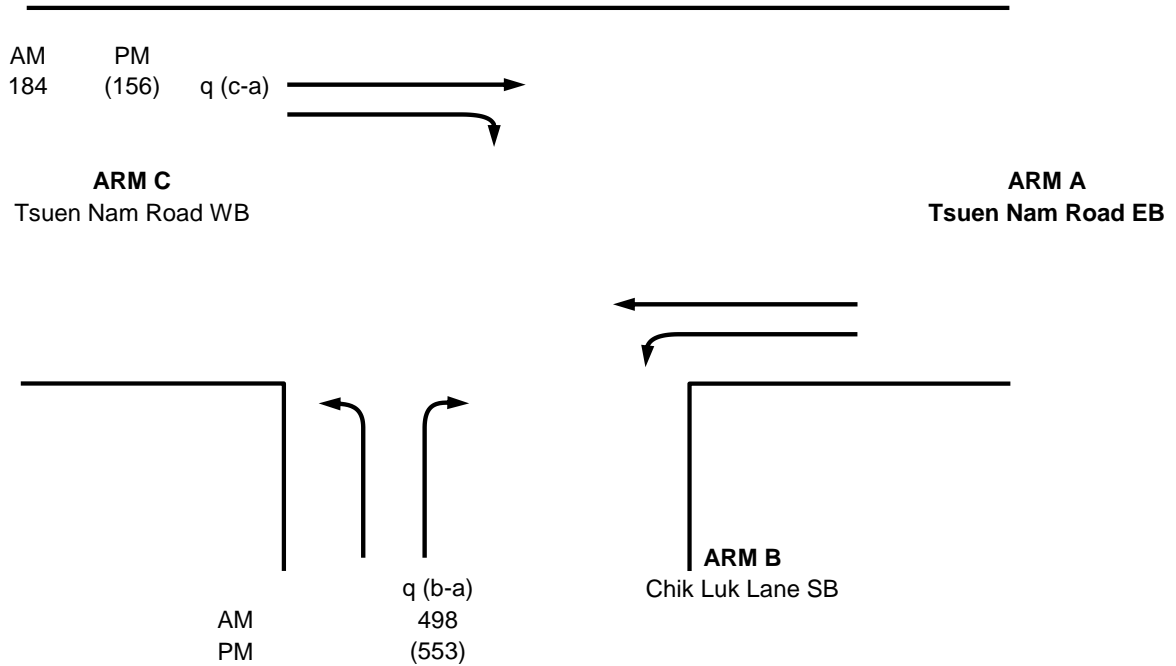 AM PM
184 (156) q (c-a)
ARM C
Tsuen Nam Road WB
ARM A
Tsuen Nam Road EB
ARM B
Chik Luk Lane SB
q (b-a)
AM 498
PM (553)